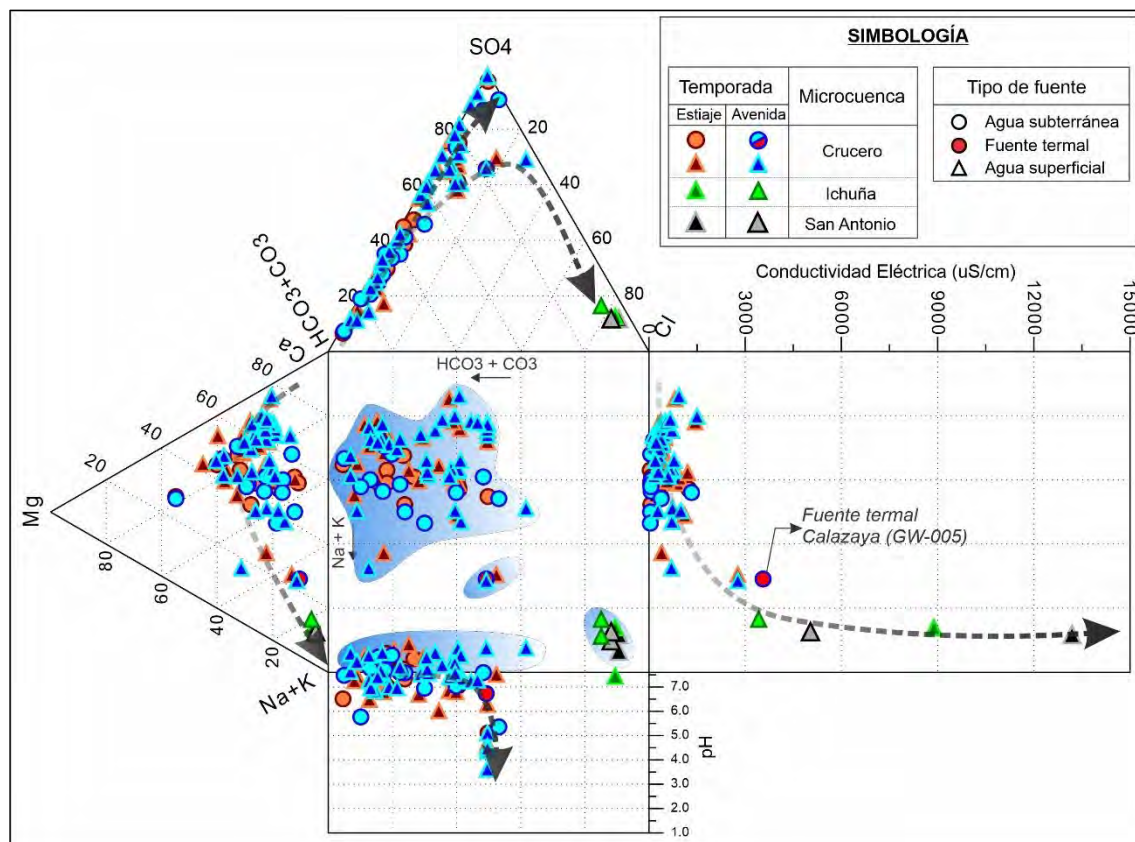 SIMBOLOGÍA
Temporada
Microcuenca
Estiaje
Avenida
Crucero
Ichuña
San Antonio
Tipo de fuente
Agua subterránea
Fuente termal
Agua superficial
SO4
80
60
40
20
20
40
60
80
HCO3+CO3
Cl
Ca
80
60
40
20
Mg
80
60
40
20
Na+K
HCO3 + CO3
Na + K
Conductividad Eléctrica (uS/cm)
0
3000
6000
9000
12000
15000
Fuente termal
Calazaya (GW-005)
7.0
6.0
5.0
4.0
3.0
2.0
1.0
pH